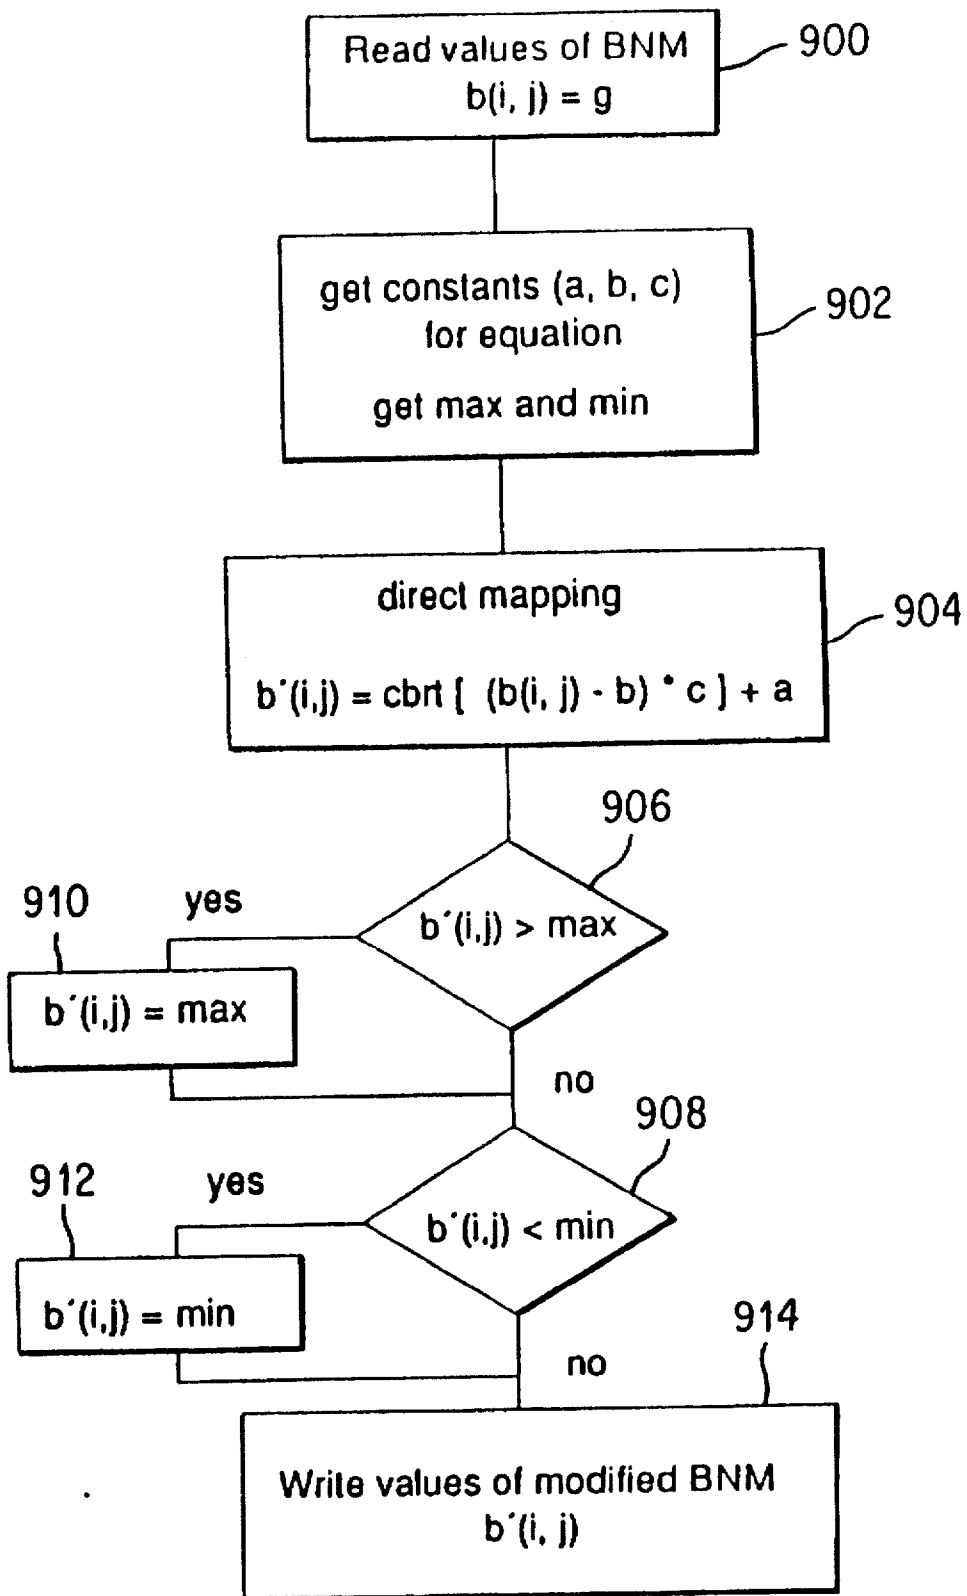 Read values of BNM
b(i, j) = g
900
get constants (a, b, c)
for equation
get max and min
902
direct mapping
b´(i,j) = cbrt [ (b(i, j) - b) * c ] + a
904
906
b´(i,j) > max
yes
910
b´(i,j) = max
no
908
b´(i,j) < min
yes
912
b´(i,j) = min
no
914
Write values of modified BNM
b´(i, j)